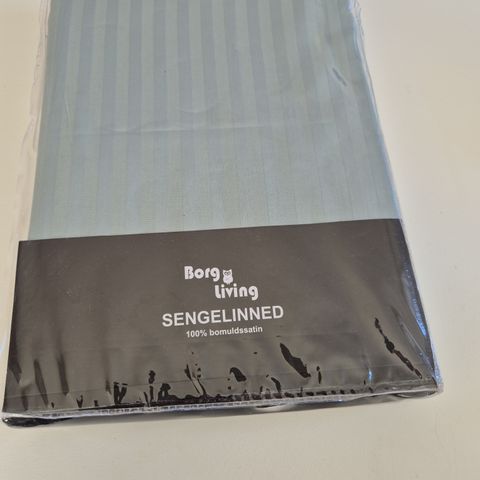 Borg
Living
SENGELINNED
100% bomuldssatin